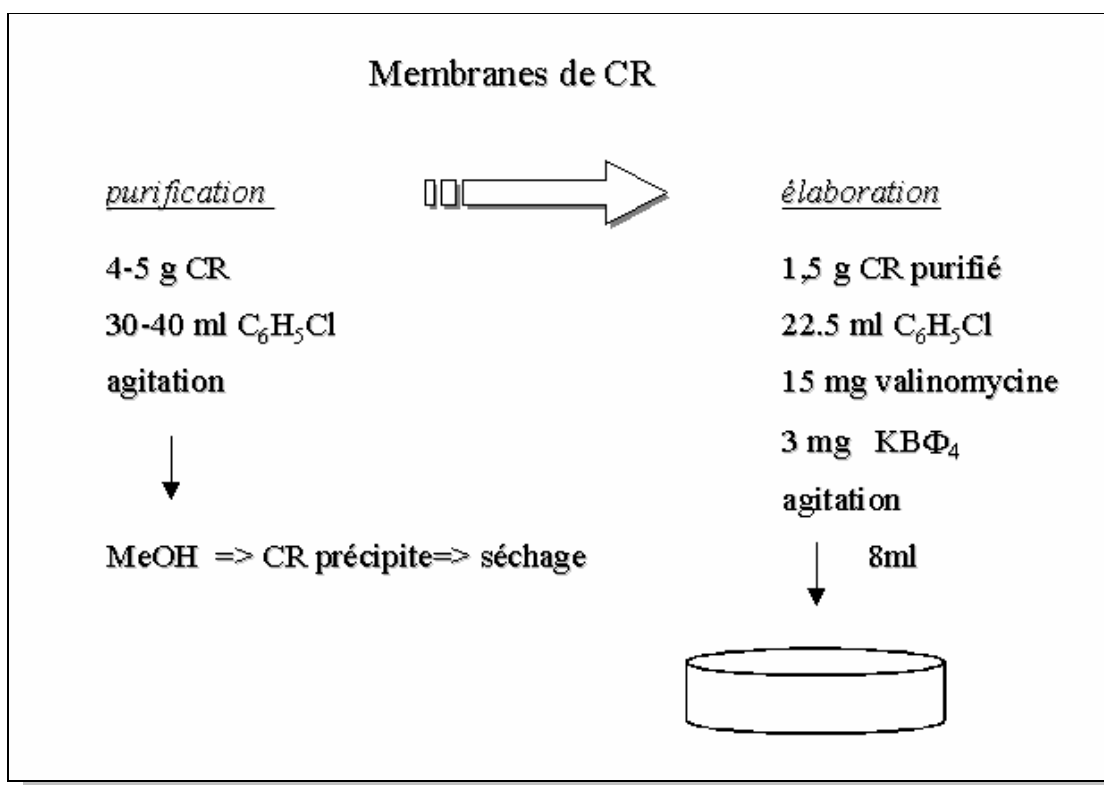 Membranes de CR
purification
4-5 g CR
30-40 ml C₆H₅Cl
agitation
MeOH => CR précipite=> séchage
élaboration
1,5 g CR purifié
22.5 ml C₆H₅Cl
15 mg valinomycine
3 mg KBΦ₄
agitation
8ml